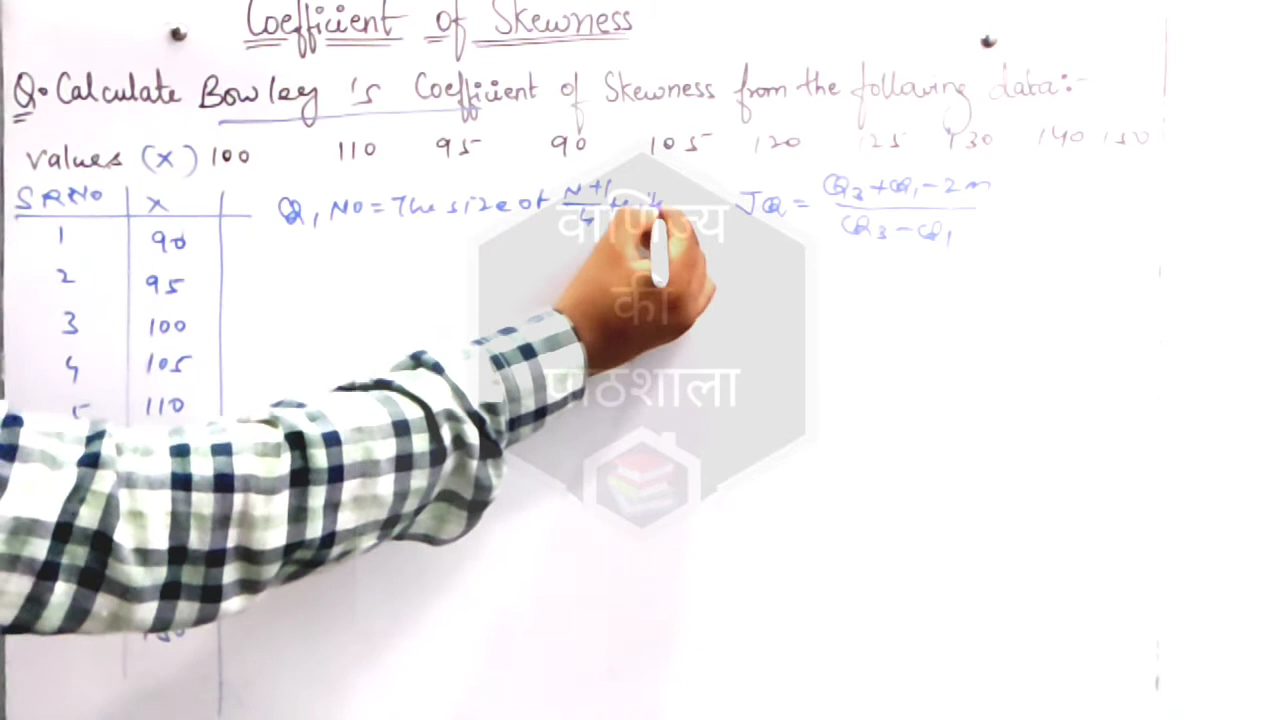 Coefficient of Skewness
Q. Calculate Bowley's Coefficient of Skewness from the following data:-
values (x) 100 110 95 90 105 120 125 130 140 150
SR NO x
1 90
2 95
3 100
4 105
5 110
Q1 No = The size of N+1/4 th
JQ = Q3+Q1-2m / Q3-Q1
वाणिज्य
की
पाठशाला